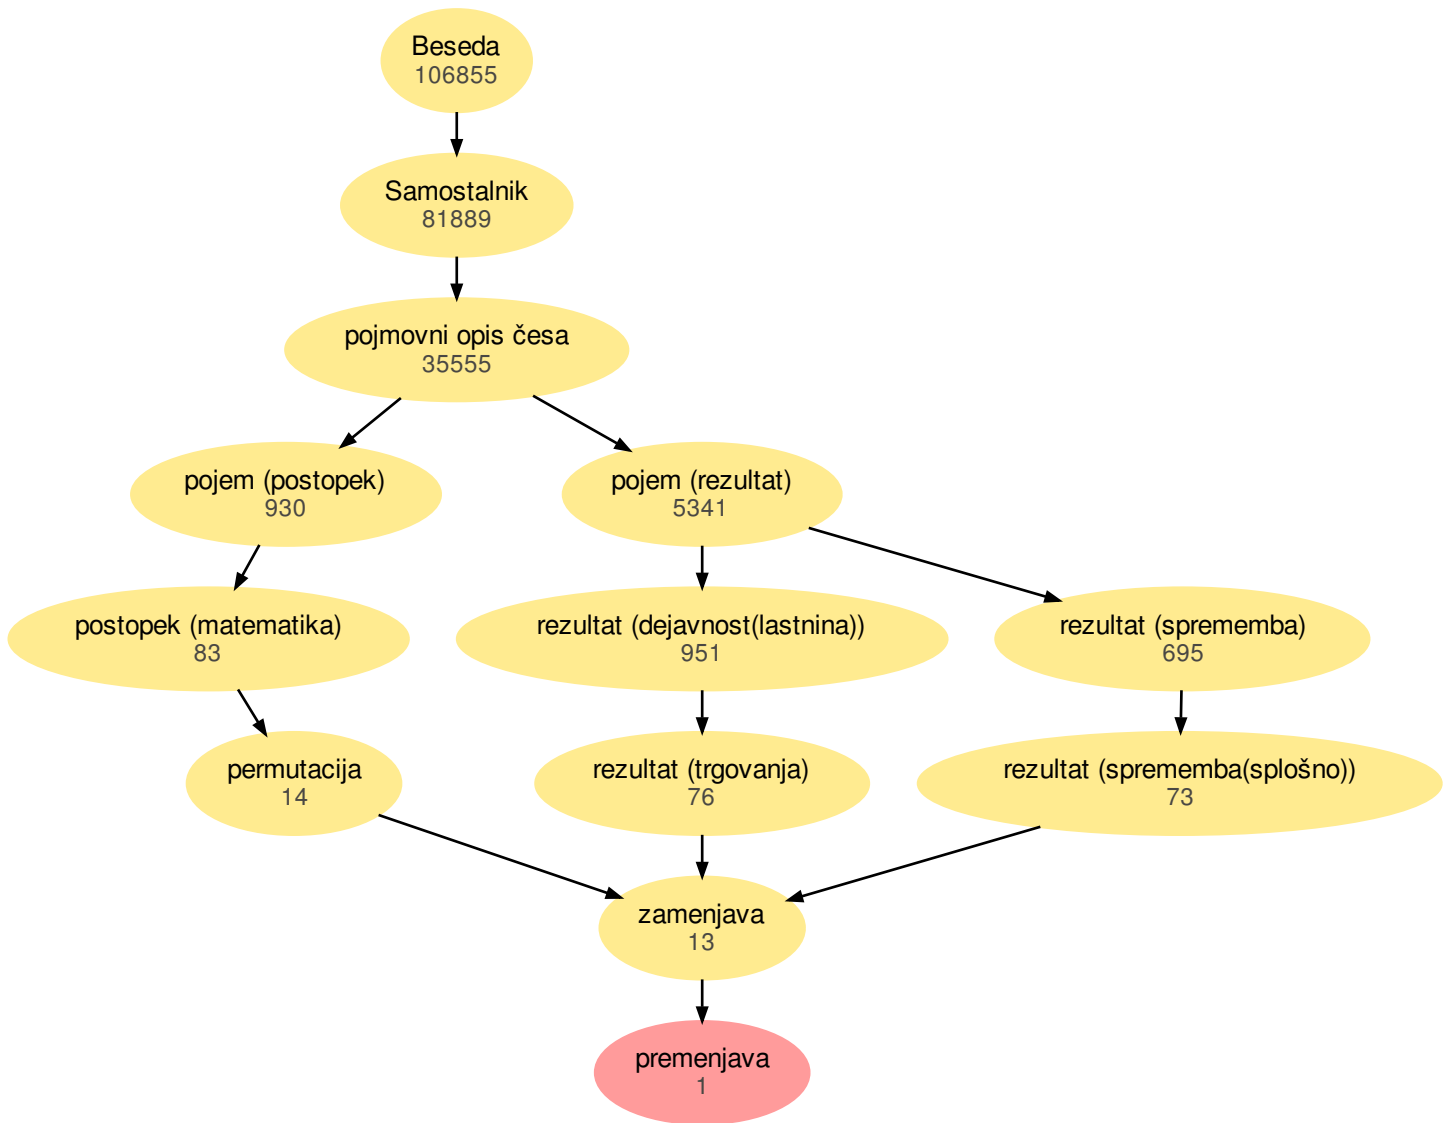 Beseda
106855
Samostalnik
81889
pojmovni opis česa
35555
pojem (postopek)
930
pojem (rezultat)
5341
postopek (matematika)
83
rezultat (dejavnost(lastnina))
951
rezultat (sprememba)
695
permutacija
14
rezultat (trgovanja)
76
rezultat (sprememba(splošno))
73
zamenjava
13
premenjava
1